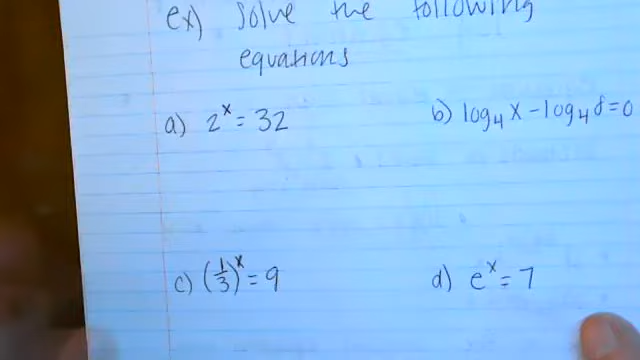 ex) Solve the following
equations
a) 2^x = 32
b) log₄ x - log₄ 8 = 0
c) (1/3)^x = 9
d) e^x = 7